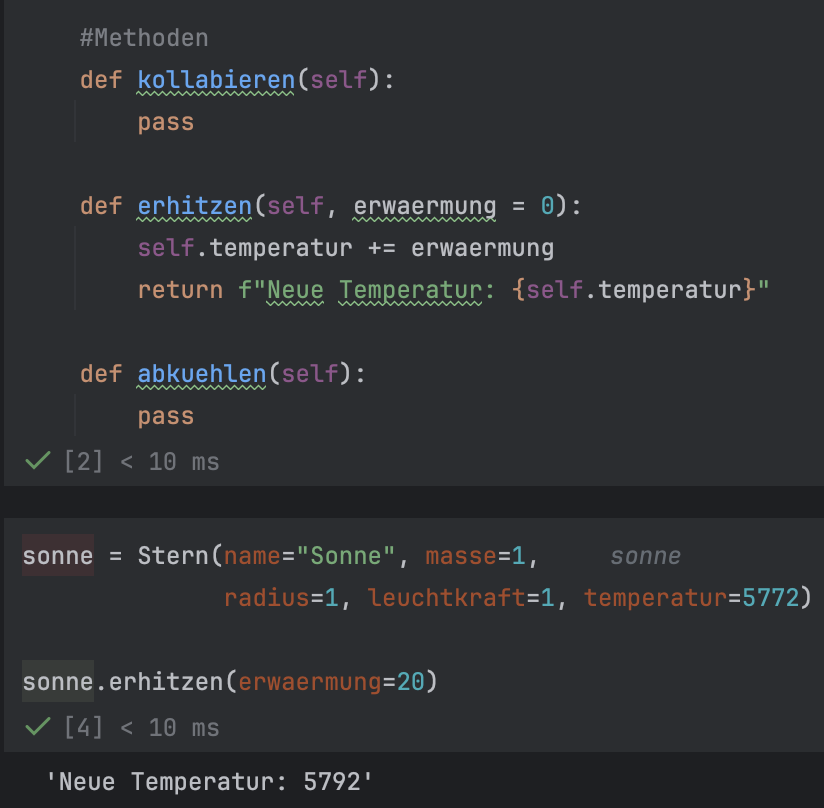 #Methoden
def kollabieren(self):
pass
def erhitzen(self, erwaermung = 0):
self.temperatur += erwaermung
return f"Neue Temperatur: {self.temperatur}"
def abkuehlen(self):
pass
[2] < 10 ms
sonne = Stern(name="Sonne", masse=1, sonne
radius=1, leuchtkraft=1, temperatur=5772)
sonne.erhitzen(erwaermung=20)
[4] < 10 ms
'Neue Temperatur: 5792'